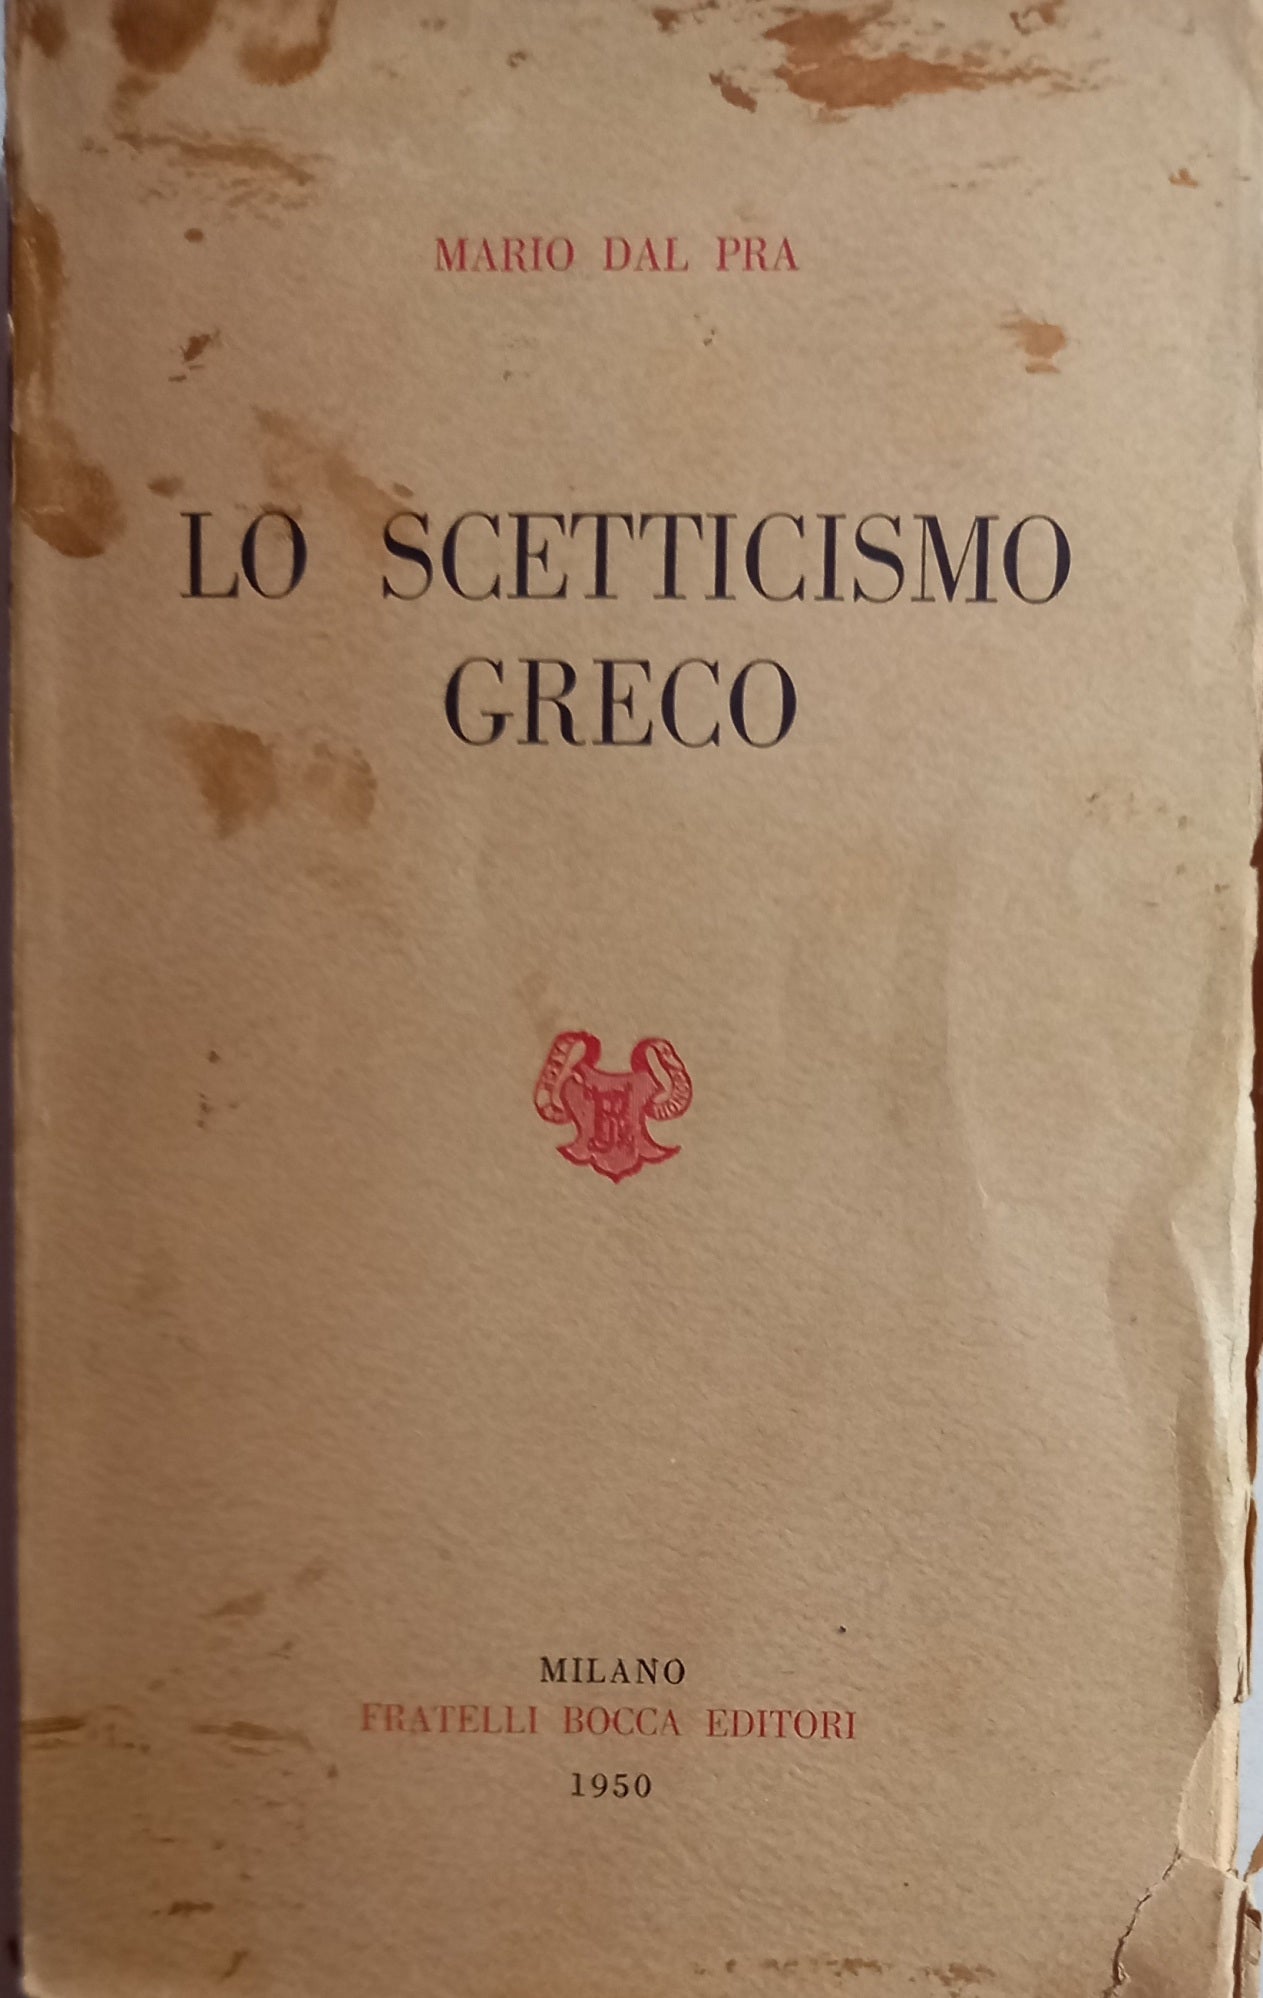 MARIO DAL PRA
LO SCETTICISMO
GRECO
MILANO
FRATELLI BOCCA EDITORI
1950